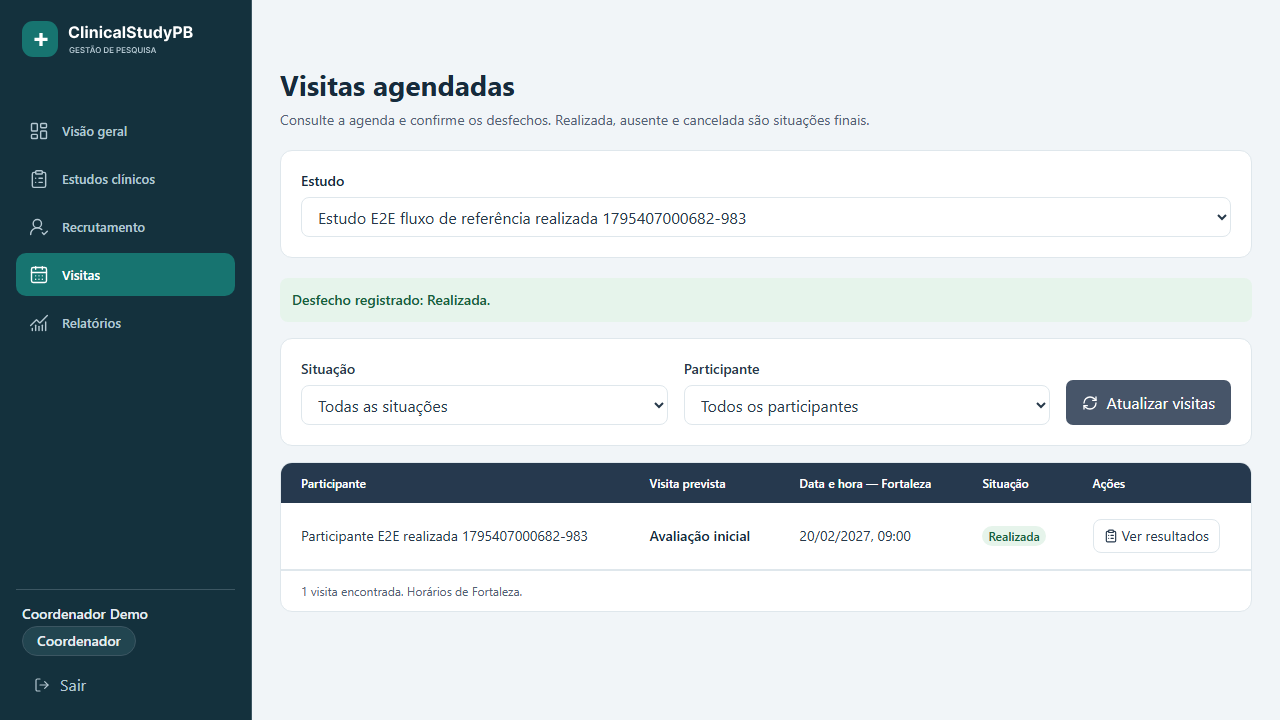 ClinicalStudyPB
GESTÃO DE PESQUISA
Visão geral
Estudos clínicos
Recrutamento
Visitas
Relatórios
Coordenador Demo
Coordenador
Sair
Visitas agendadas
Consulte a agenda e confirme os desfechos. Realizada, ausente e cancelada são situações finais.
Estudo
Estudo E2E fluxo de referência realizada 1795407000682-983
Desfecho registrado: Realizada.
Situação
Todas as situações
Participante
Todos os participantes
Atualizar visitas
Participante Visita prevista Data e hora — Fortaleza Situação Ações
Participante E2E realizada 1795407000682-983 Avaliação inicial 20/02/2027, 09:00 Realizada Ver resultados
1 visita encontrada. Horários de Fortaleza.